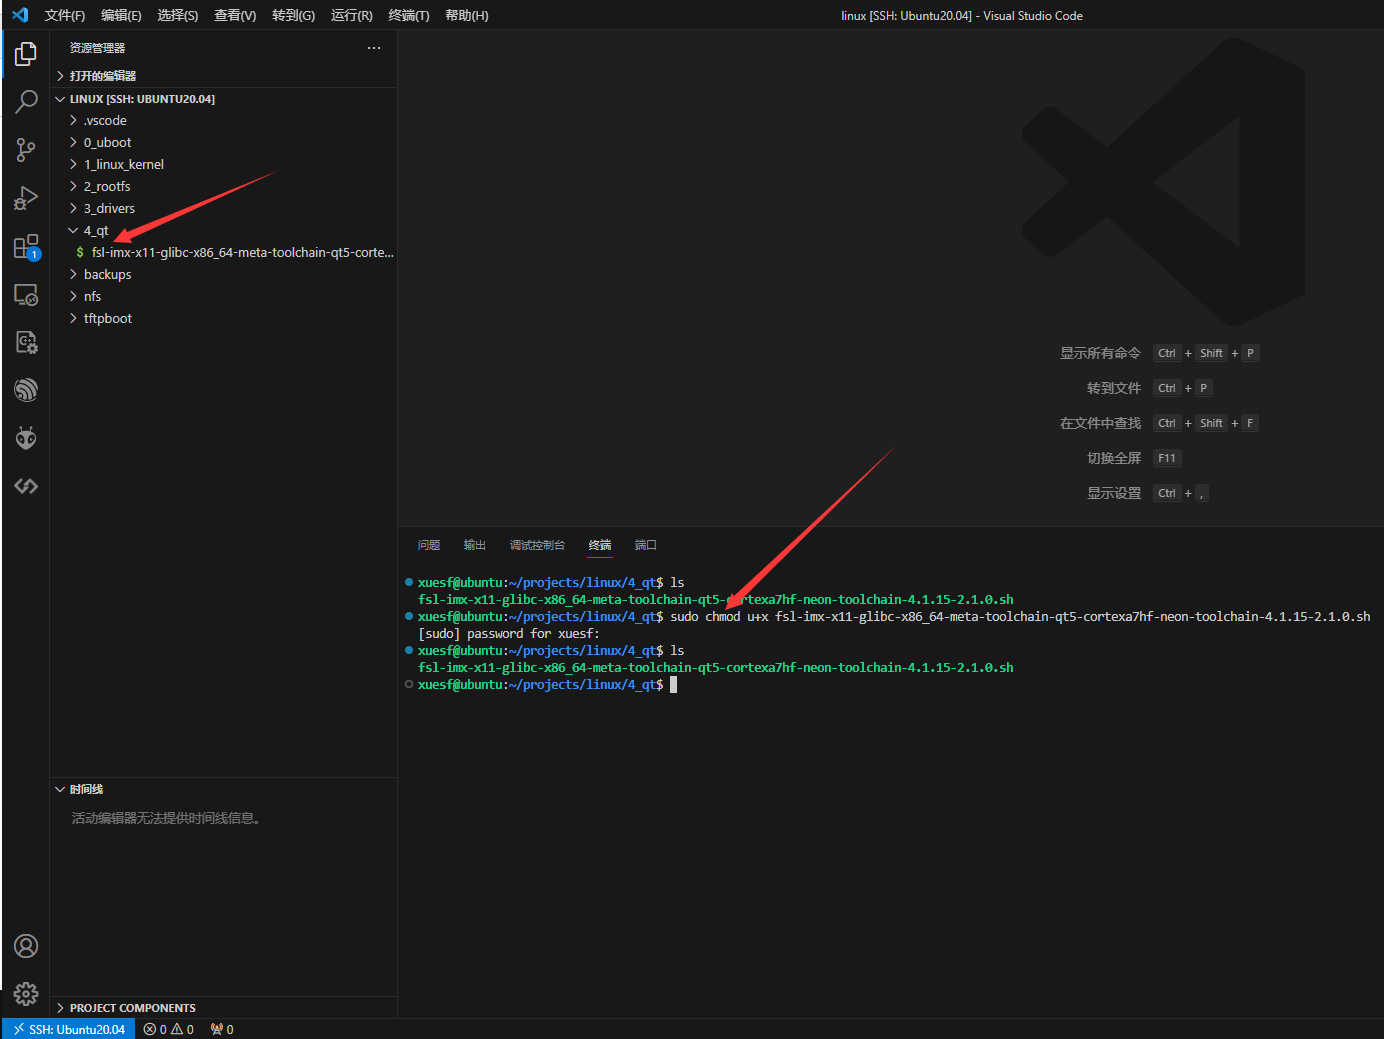 文件(F) 编辑(E) 选择(S) 查看(V) 转到(G) 运行(R) 终端(T) 帮助(H) linux [SSH: Ubuntu20.04] - Visual Studio Code
资源管理器 ···
打开的编辑器
LINUX [SSH: UBUNTU20.04]
.vscode
0_uboot
1_linux_kernel
2_rootfs
3_drivers
4_qt
$ fsl-imx-x11-glibc-x86_64-meta-toolchain-qt5-corte...
backups
nfs
tftpboot
1
显示所有命令 Ctrl + Shift + P
转到文件 Ctrl + P
在文件中查找 Ctrl + Shift + F
切换全屏 F11
显示设置 Ctrl + ,
问题 输出 调试控制台 终端 端口
xuesf@ubuntu:~/projects/linux/4_qt$ ls
fsl-imx-x11-glibc-x86_64-meta-toolchain-qt5-cortexa7hf-neon-toolchain-4.1.15-2.1.0.sh
xuesf@ubuntu:~/projects/linux/4_qt$ sudo chmod u+x fsl-imx-x11-glibc-x86_64-meta-toolchain-qt5-cortexa7hf-neon-toolchain-4.1.15-2.1.0.sh
[sudo] password for xuesf:
xuesf@ubuntu:~/projects/linux/4_qt$ ls
fsl-imx-x11-glibc-x86_64-meta-toolchain-qt5-cortexa7hf-neon-toolchain-4.1.15-2.1.0.sh
xuesf@ubuntu:~/projects/linux/4_qt$
时间线
活动编辑器无法提供时间线信息。
PROJECT COMPONENTS
SSH: Ubuntu20.04 0 0 0